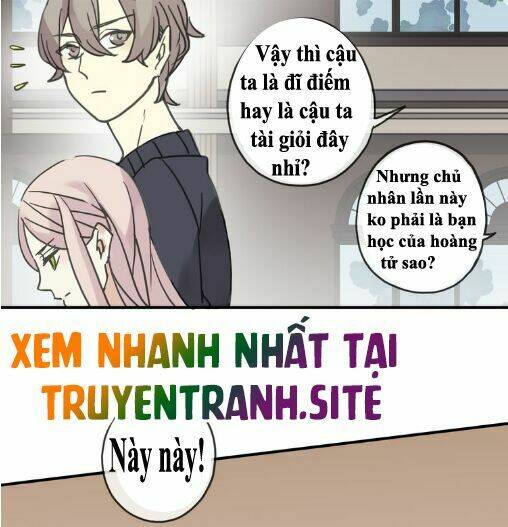 Vậy thì cậu
ta là đĩ điếm
hay là cậu ta
tài giỏi đây
nhỉ?
Nhưng chủ
nhân lần này
ko phải là bạn
học của hoàng
tử sao?
XEM NHANH NHẤT TẠI
TRUYENTRANH.SITE
Này này!